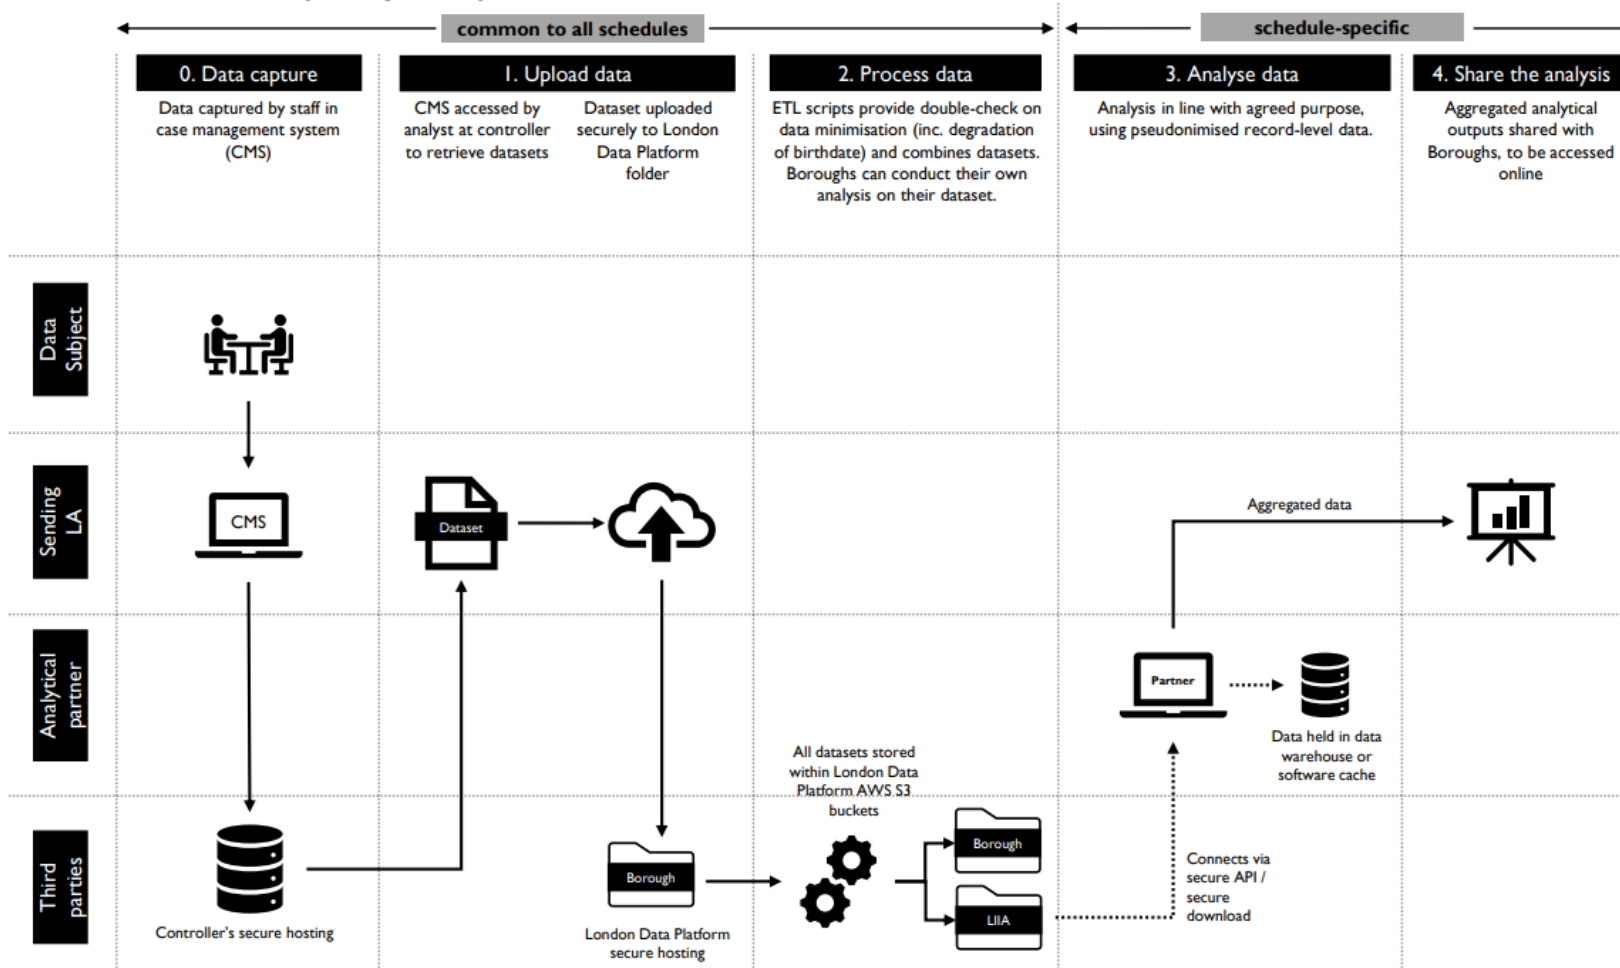 common to all schedules
schedule-specific
0. Data capture
1. Upload data
2. Process data
3. Analyse data
4. Share the analysis
Data captured by staff in
case management system
(CMS)
CMS accessed by
analyst at controller
to retrieve datasets
Dataset uploaded
securely to London
Data Platform
folder
ETL scripts provide double-check on
data minimisation (inc. degradation
of birthdate) and combines datasets.
Boroughs can conduct their own
analysis on their dataset.
Analysis in line with agreed purpose,
using pseudonimised record-level data.
Aggregated analytical
outputs shared with
Boroughs, to be accessed
online
Data
Subject
Sending
LA
CMS
Dataset
Aggregated data
Analytical
partner
Partner
Data held in data
warehouse or
software cache
All datasets stored
within London Data
Platform AWS S3
buckets
Third
parties
Controller's secure hosting
Borough
London Data Platform
secure hosting
Borough
LIIA
Connects via
secure API /
secure
download